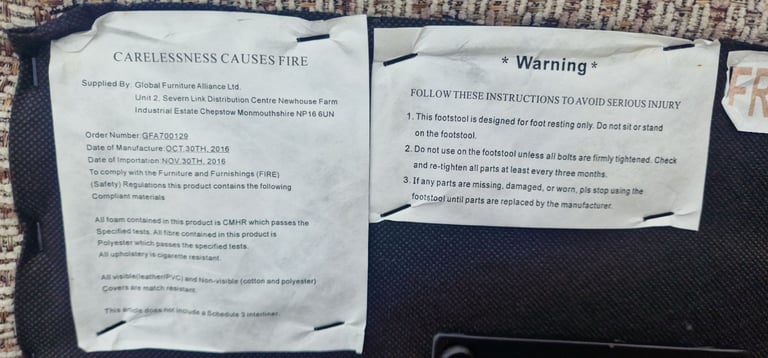 CARELESSNESS CAUSES FIRE
Supplied By: Global Furniture Alliance Ltd.
Unit 2, Severn Link Distribution Centre Newhouse Farm
Industrial Estate Chepstow Monmouthshire NP16 6UN
Order Number:GFA700129
Date of Manufacture:OCT.30TH, 2016
Date of Importation:NOV.30TH, 2016
To comply with the Furniture and Furnishings (FIRE)
(Safety) Regulations this product contains the following
Compliant materials
All foam contained in this product is CMHR which passes the
Specified tests. All fibre contained in this product is
Polyester which passes the specified tests.
All upholstery is cigarette resistant.
All visible(leather/PVC) and Non-visible (cotton and polyester)
Covers are match resistant.
This article does not include a Schedule 3 interliner.
* Warning *
FOLLOW THESE INSTRUCTIONS TO AVOID SERIOUS INJURY
1. This footstool is designed for foot resting only. Do not sit or stand
on the footstool.
2. Do not use on the footstool unless all bolts are firmly tightened. Check
and re-tighten all parts at least every three months.
3. If any parts are missing, damaged, or worn, pls stop using the
footstool until parts are replaced by the manufacturer.
FR